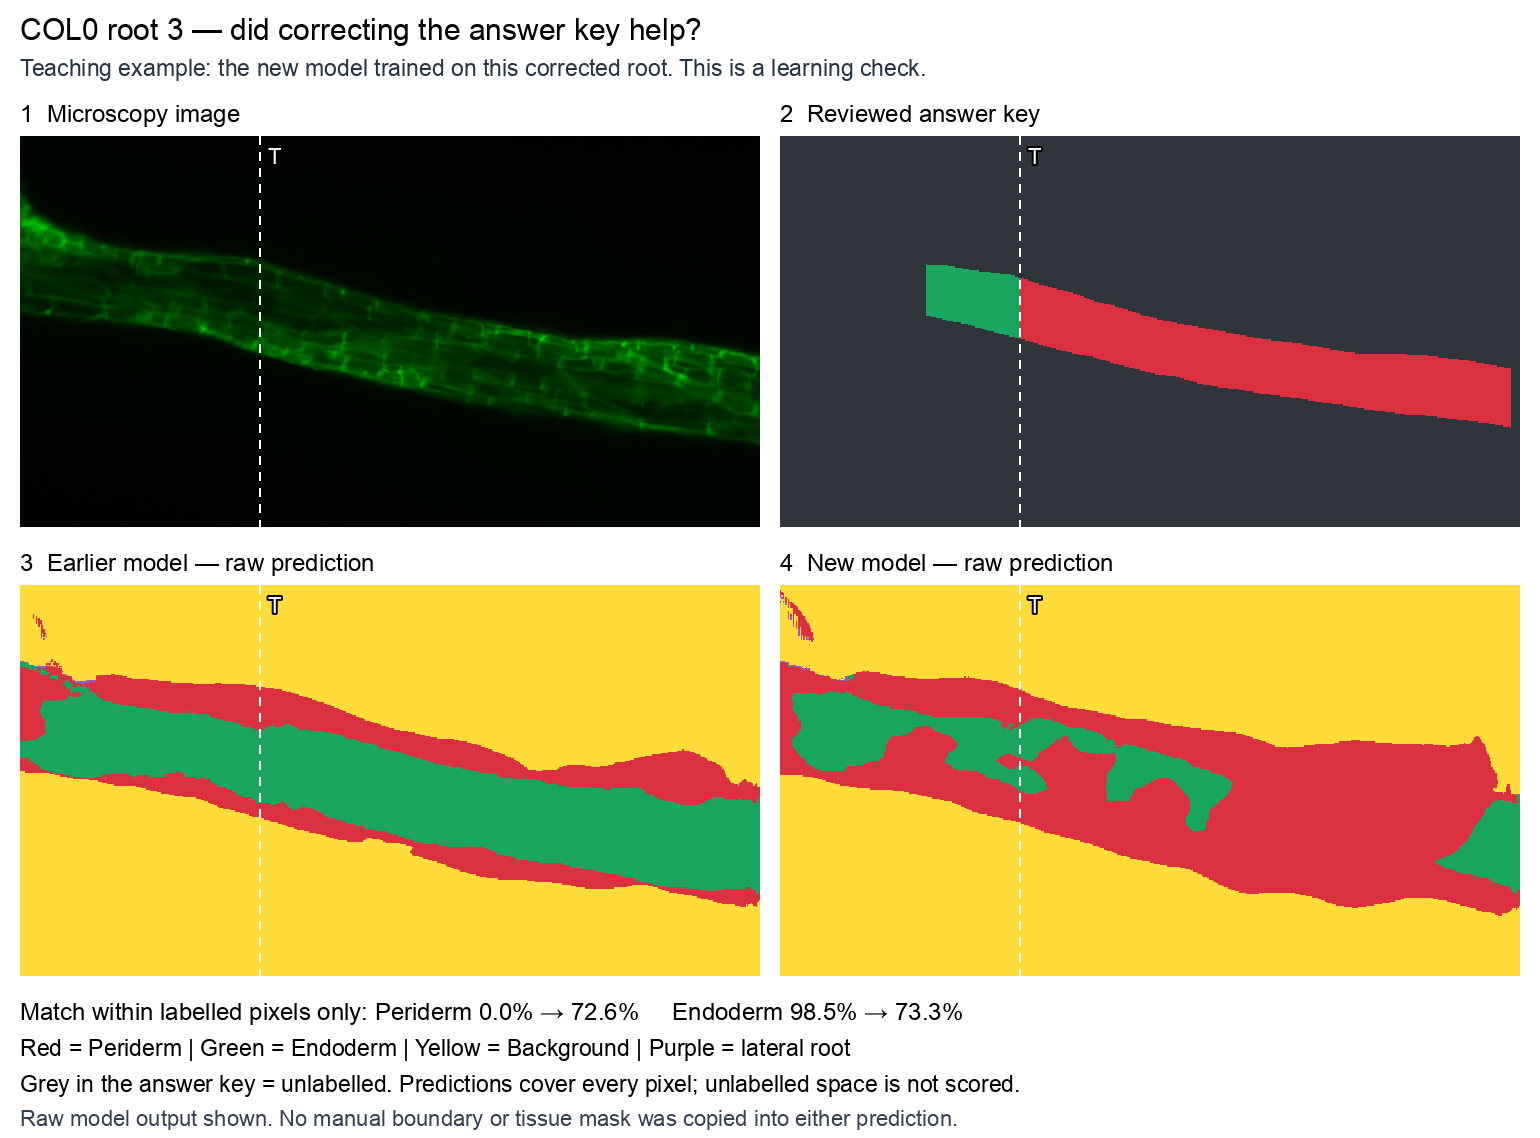 COL0 root 3 — did correcting the answer key help?
Teaching example: the new model trained on this corrected root. This is a learning check.
1 Microscopy image
2 Reviewed answer key
T
T
3 Earlier model — raw prediction
4 New model — raw prediction
T
T
Match within labelled pixels only: Periderm 0.0% → 72.6% Endoderm 98.5% → 73.3%
Red = Periderm | Green = Endoderm | Yellow = Background | Purple = lateral root
Grey in the answer key = unlabelled. Predictions cover every pixel; unlabelled space is not scored.
Raw model output shown. No manual boundary or tissue mask was copied into either prediction.